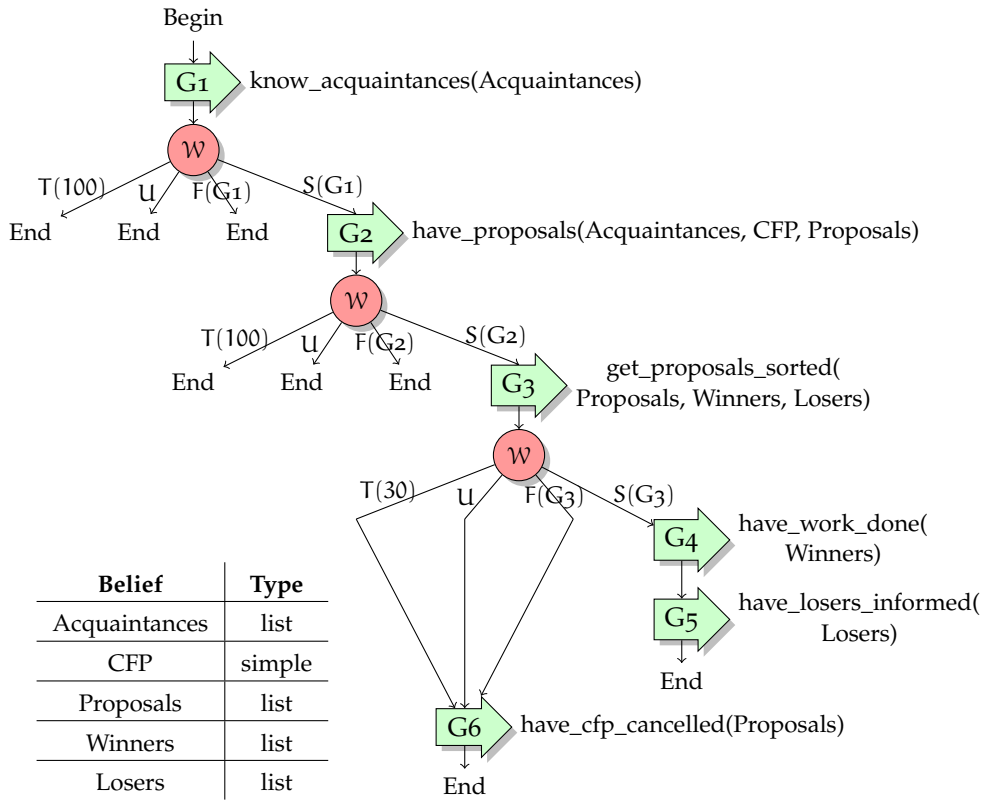 Begin
G1 know_acquaintances(Acquaintances)
W
T(100) U F(G1) S(G1)
End End End
G2 have_proposals(Acquaintances, CFP, Proposals)
W
T(100) U F(G2) S(G2)
End End End
G3 get_proposals_sorted(
Proposals, Winners, Losers)
W
T(30) U F(G3) S(G3)
G4 have_work_done(
Winners)
G5 have_losers_informed(
Losers)
End
Belief Type
Acquaintances list
CFP simple
Proposals list
Winners list
Losers list
G6 have_cfp_cancelled(Proposals)
End